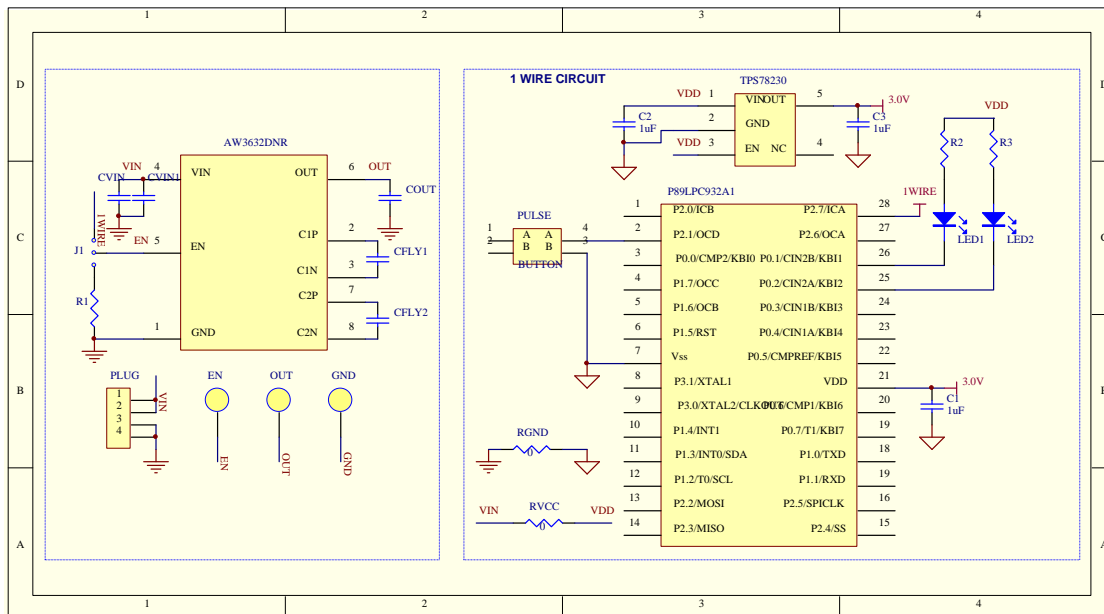 1 2 3 4
D D
1 WIRE CIRCUIT
TPS78230
VDD 1 VIN OUT 5 3.0V
C2
1uF
2 GND
C3
1uF
VDD 3 EN NC 4
VDD
R2 R3
LED1 LED2
AW3632DNR
VIN 4 VIN OUT 6 OUT
CVIN CVIN1
COUT
1WIRE
EN 5 EN
J1
C1P 2
CFLY1
C1N 3
C2P 7
CFLY2
C2N 8
R1
1 GND
C
PULSE
1 A A 4
2 B B 3
BUTTON
P89LPC932A1
1 P2.0/ICB P2.7/ICA 28 1WIRE
2 P2.1/OCD P2.6/OCA 27
3 P0.0/CMP2/KBI0 P0.1/CIN2B/KBI1 26
4 P1.7/OCC P0.2/CIN2A/KBI2 25
5 P1.6/OCB P0.3/CIN1B/KBI3 24
6 P1.5/RST P0.4/CIN1A/KBI4 23
7 Vss P0.5/CMPREF/KBI5 22
8 P3.1/XTAL1 VDD 21 3.0V
9 P3.0/XTAL2/CLKOUT P0.6/CMP1/KBI6 20
10 P1.4/INT1 P0.7/T1/KBI7 19
11 P1.3/INT0/SDA P1.0/TXD 18
12 P1.2/T0/SCL P1.1/RXD 19
13 P2.2/MOSI P2.5/SPICLK 16
14 P2.3/MISO P2.4/SS 15
C1
1uF
B
PLUG EN OUT GND
1
2
3
4
VIN
EN OUT GND
RGND
0
RVCC
VIN 0 VDD
A A
1 2 3 4